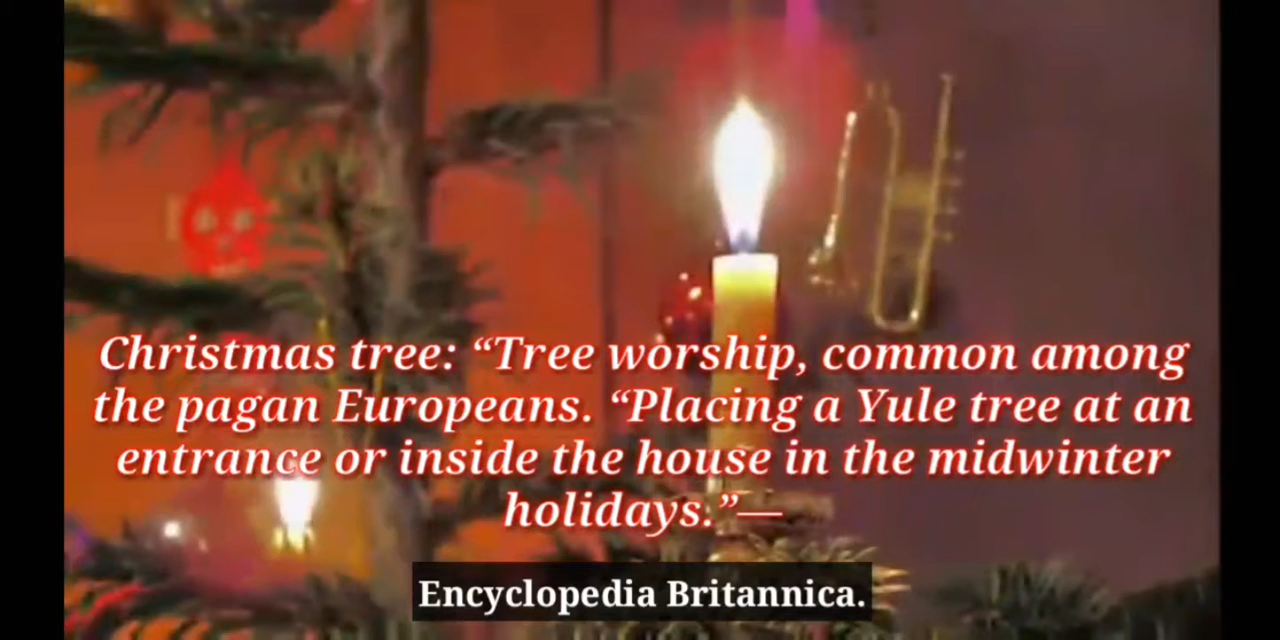 Christmas tree: “Tree worship, common among
the pagan Europeans. “Placing a Yule tree at an
entrance or inside the house in the midwinter
holidays.”—
Encyclopedia Britannica.